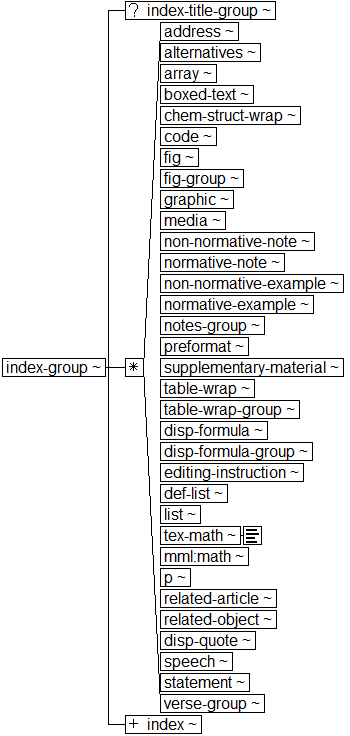 ? index-title-group ~
address ~
alternatives ~
array ~
boxed-text ~
chem-struct-wrap ~
code ~
fig ~
fig-group ~
graphic ~
media ~
non-normative-note ~
normative-note ~
non-normative-example ~
normative-example ~
notes-group ~
preformat ~
index-group ~ * supplementary-material ~
table-wrap ~
table-wrap-group ~
disp-formula ~
disp-formula-group ~
editing-instruction ~
def-list ~
list ~
tex-math ~
mml:math ~
p ~
related-article ~
related-object ~
disp-quote ~
speech ~
statement ~
verse-group ~
+ index ~